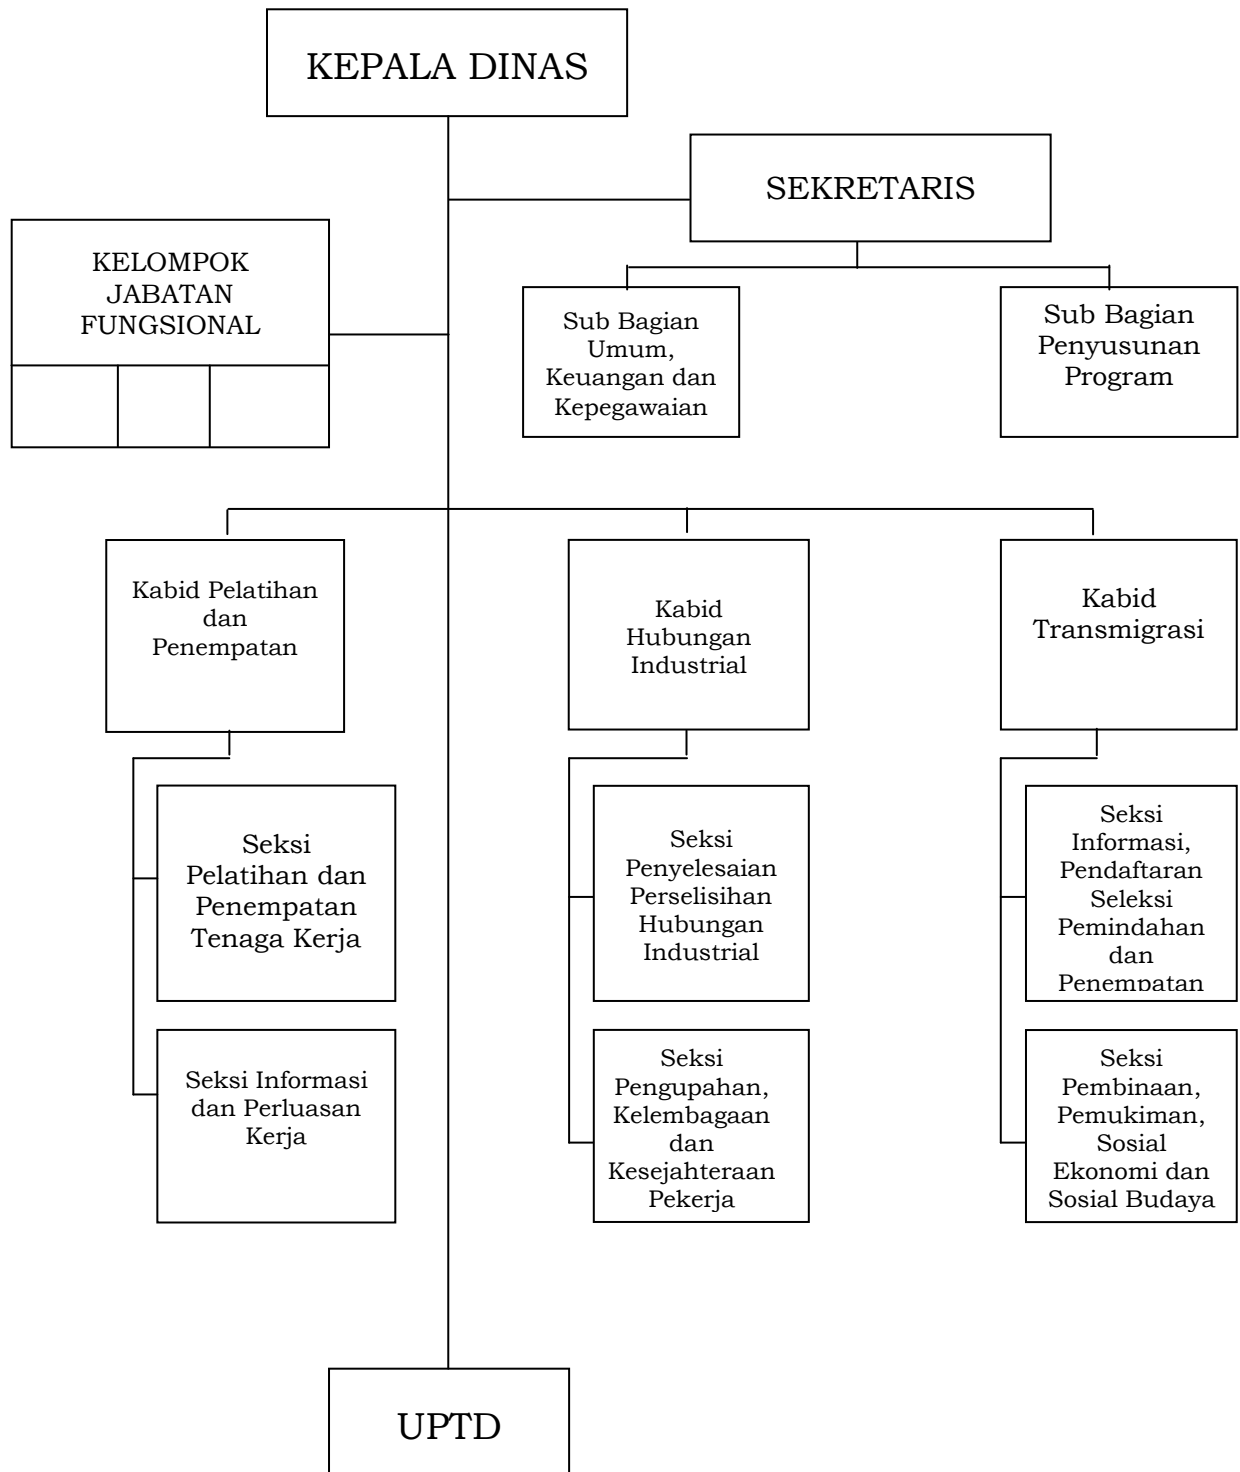 KEPALA DINAS
SEKRETARIS
KELOMPOK
JABATAN
FUNGSIONAL
Sub Bagian
Umum,
Keuangan dan
Kepegawaian
Sub Bagian
Penyusunan
Program
Kabid Pelatihan
dan
Penempatan
Kabid
Hubungan
Industrial
Kabid
Transmigrasi
Seksi
Pelatihan dan
Penempatan
Tenaga Kerja
Seksi
Penyelesaian
Perselisihan
Hubungan
Industrial
Seksi
Informasi,
Pendaftaran
Seleksi
Pemindahan
dan
Penempatan
Seksi Informasi
dan Perluasan
Kerja
Seksi
Pengupahan,
Kelembagaan
dan
Kesejahteraan
Pekerja
Seksi
Pembinaan,
Pemukiman,
Sosial
Ekonomi dan
Sosial Budaya
UPTD